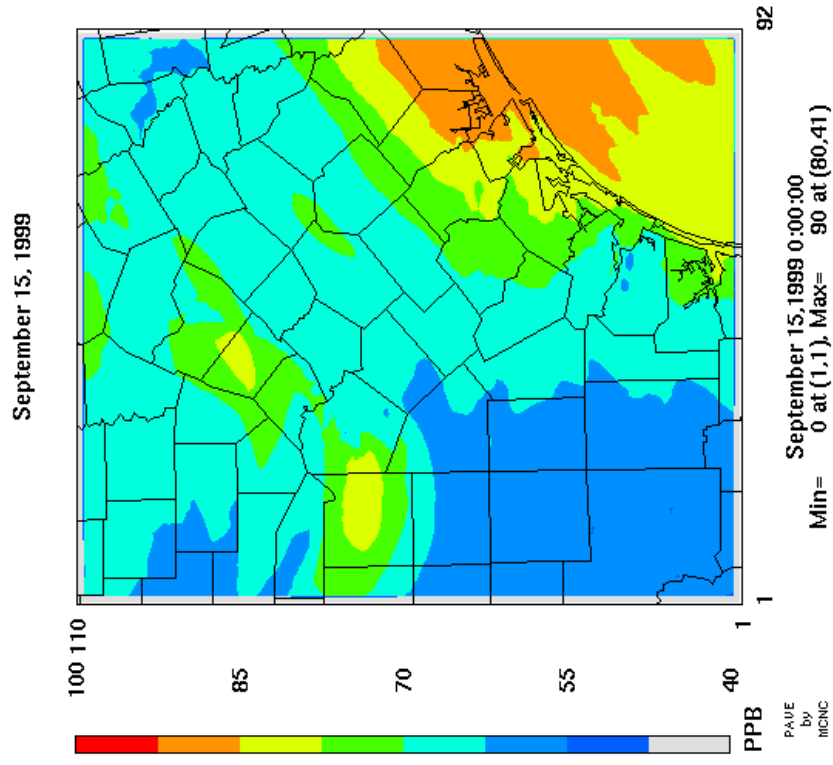 September 15, 1999
100 110
85
70
55
40
1
PPB
PAVE
by
MCNC
1
92
September 15,1999 0:00:00
Min= 0 at (1,1), Max= 90 at (80,41)